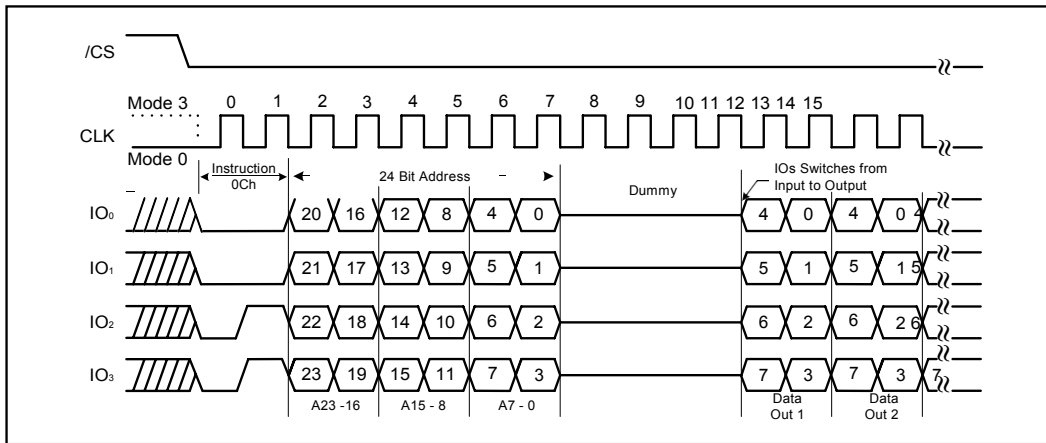 /CS
Mode 3 0 1 2 3 4 5 6 7 8 9 10 11 12 13 14 15
CLK
Mode 0
Instruction
0Ch
24 Bit Address
Dummy
IOs Switches from
Input to Output
IO0 20 16 12 8 4 0 4 0 4 0 4
IO1 21 17 13 9 5 1 5 1 5 1 5
IO2 22 18 14 10 6 2 6 2 6 2 6
IO3 23 19 15 11 7 3 7 3 7 3 7
A23 -16 A15 - 8 A7 - 0
Data
Out 1
Data
Out 2